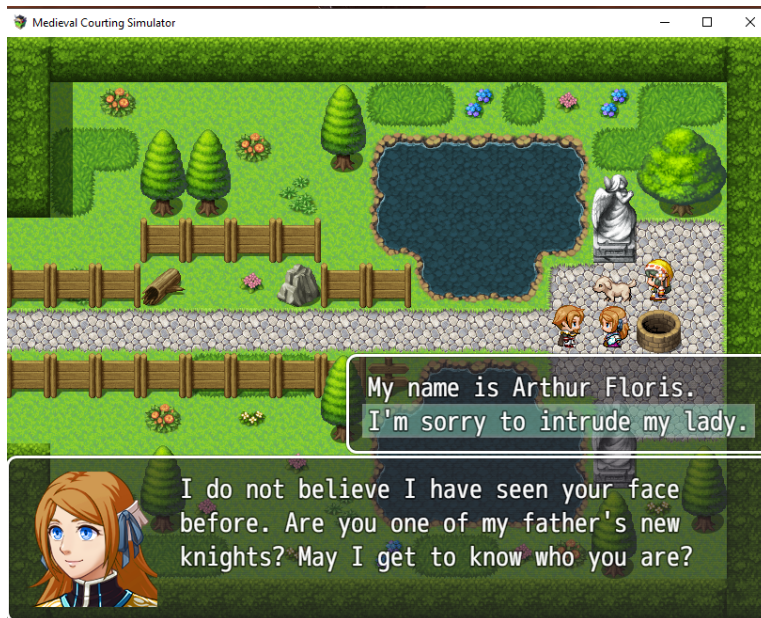 Medieval Courting Simulator
My name is Arthur Floris.
I'm sorry to intrude my lady.
I do not believe I have seen your face
before. Are you one of my father's new
knights? May I get to know who you are?